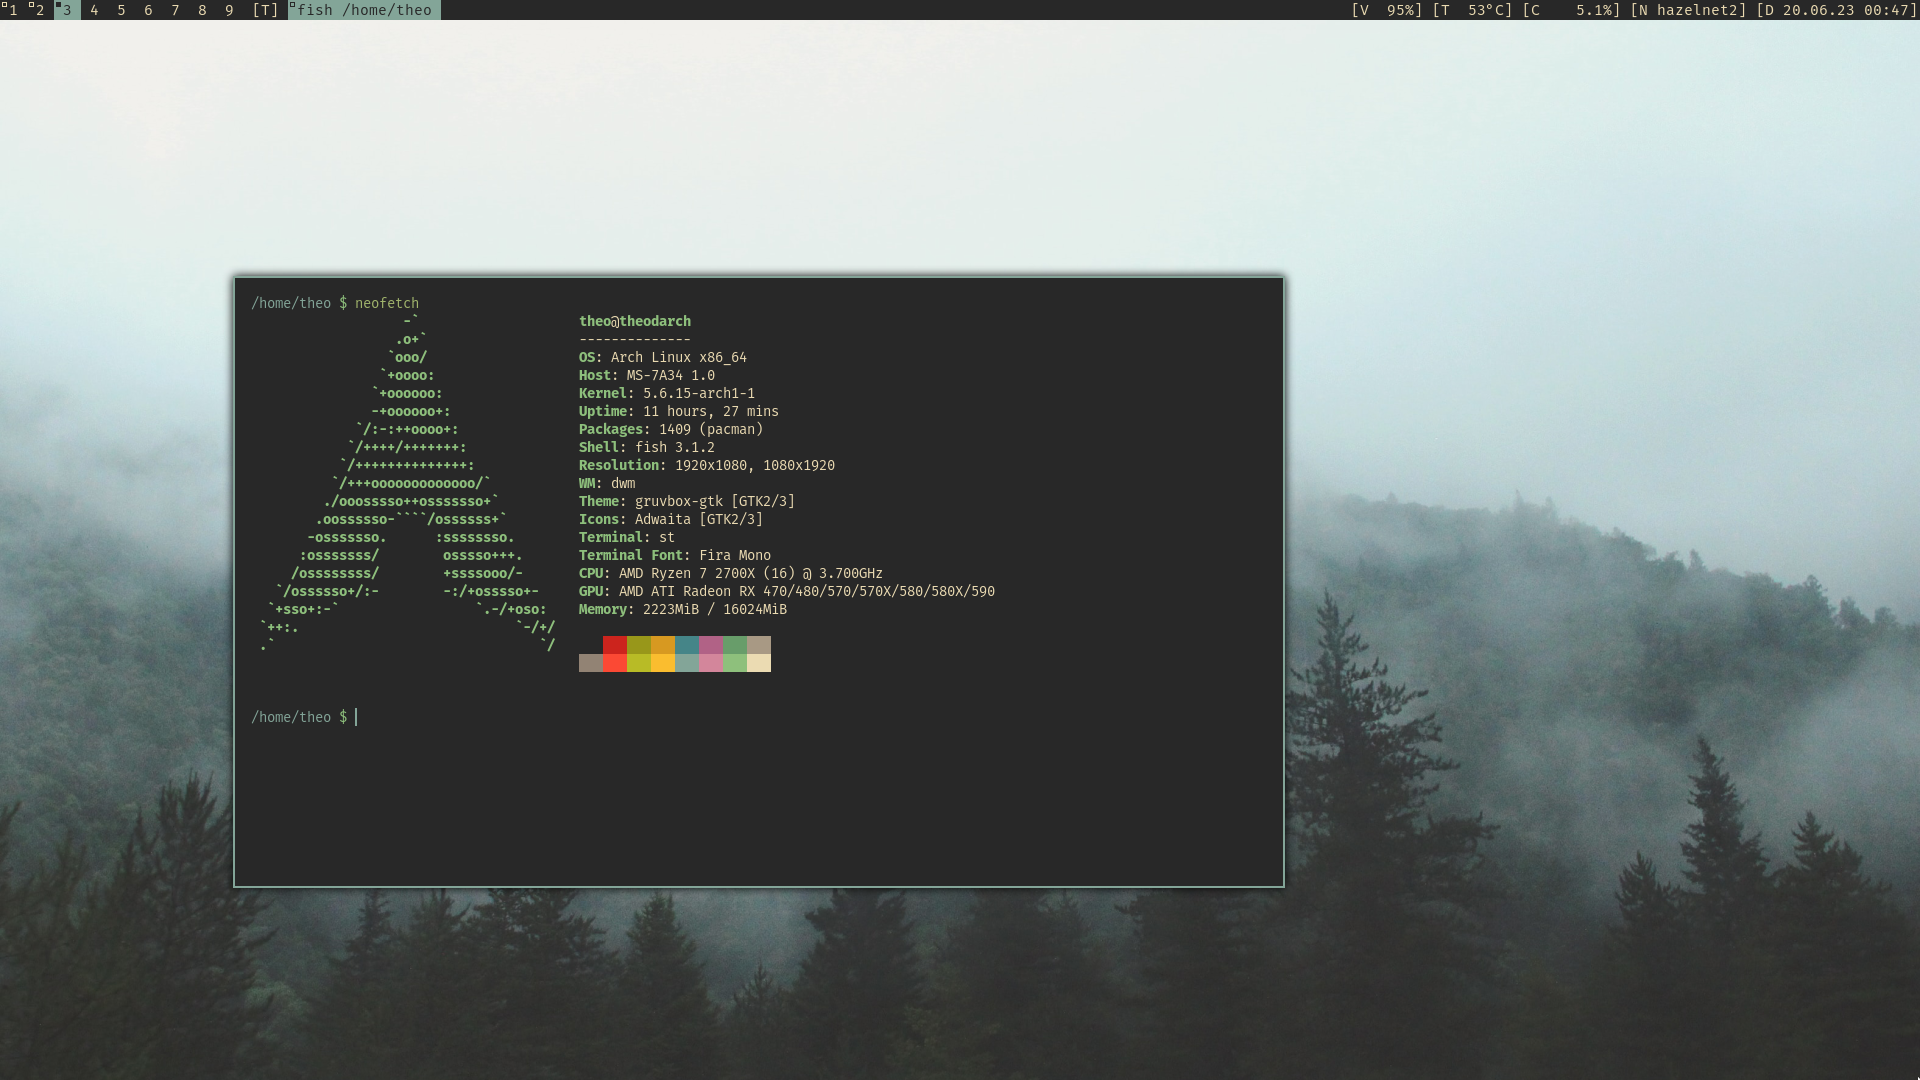 1 2 3 4 5 6 7 8 9 [T] fish /home/theo [V 95%] [T 53°C] [C 5.1%] [N hazelnet2] [D 20.06.23 00:47]
/home/theo $ neofetch
-` theo@theodarch
.o+` --------------
`ooo/ OS: Arch Linux x86_64
`+oooo: Host: MS-7A34 1.0
`+oooooo: Kernel: 5.6.15-arch1-1
-+oooooo+: Uptime: 11 hours, 27 mins
`/:-:++oooo+: Packages: 1409 (pacman)
`/++++/+++++++: Shell: fish 3.1.2
`/++++++++++++++: Resolution: 1920x1080, 1080x1920
`/+++ooooooooooooo/` WM: dwm
./ooosssso++osssssso+` Theme: gruvbox-gtk [GTK2/3]
.oossssso-````/ossssss+` Icons: Adwaita [GTK2/3]
-osssssso. :ssssssso. Terminal: st
:osssssss/ osssso+++. Terminal Font: Fira Mono
/ossssssss/ +ssssooo/- CPU: AMD Ryzen 7 2700X (16) @ 3.700GHz
`/ossssso+/:- -:/+osssso+- GPU: AMD ATI Radeon RX 470/480/570/570X/580/580X/590
`+sso+:-` `.-/+oso: Memory: 2223MiB / 16024MiB
`++:. `-/+/
.` `/
/home/theo $